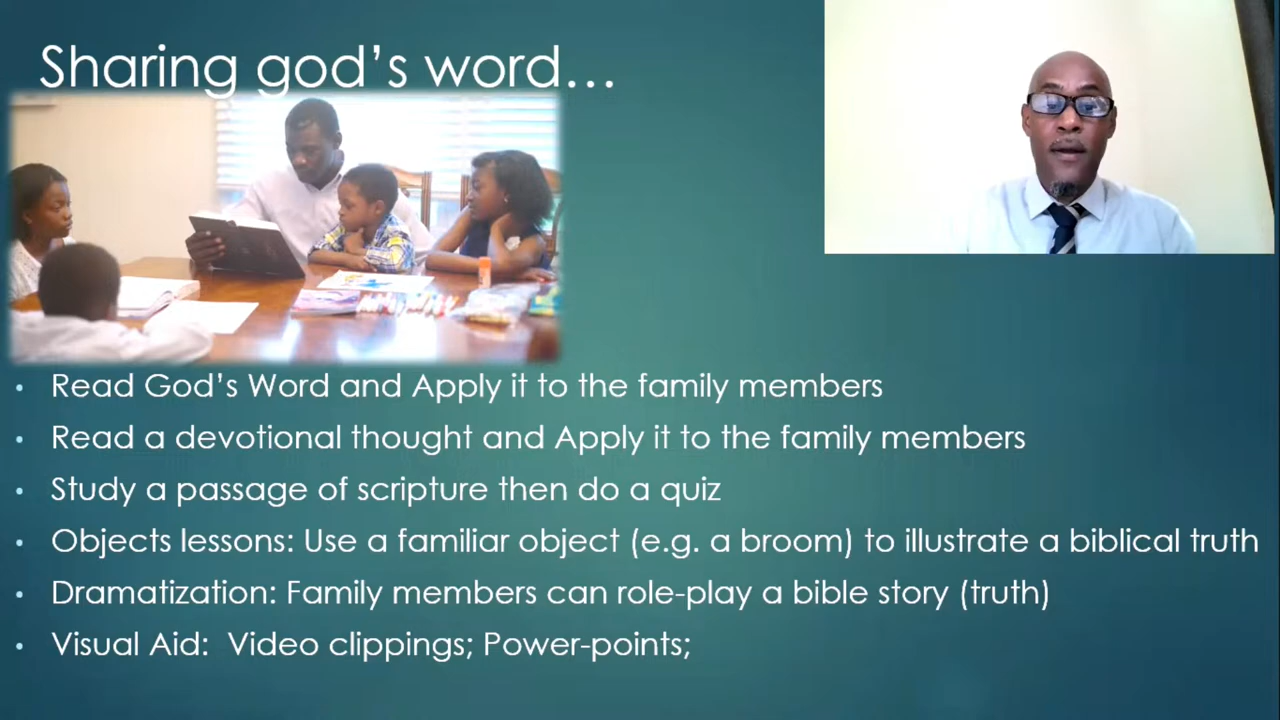 Sharing god's word...
• Read God's Word and Apply it to the family members
• Read a devotional thought and Apply it to the family members
• Study a passage of scripture then do a quiz
• Objects lessons: Use a familiar object (e.g. a broom) to illustrate a biblical truth
• Dramatization: Family members can role-play a bible story (truth)
• Visual Aid:  Video clippings; Power-points;